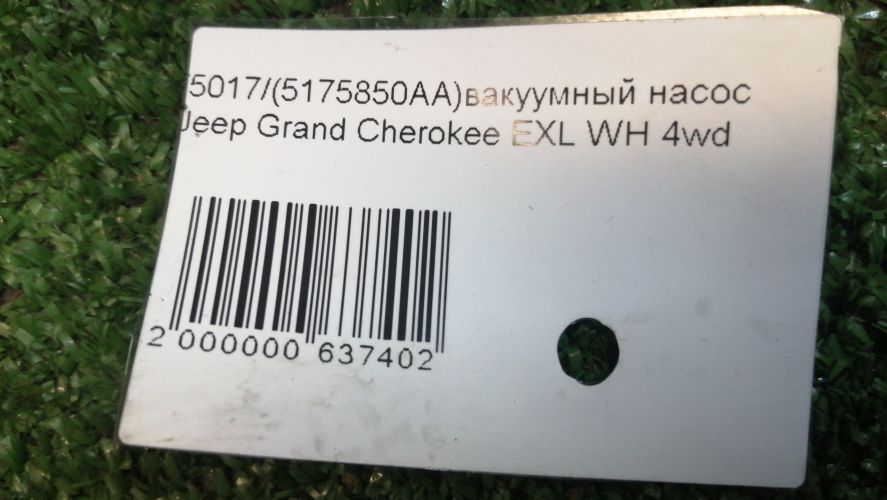 5017/(5175850AA)вакуумный насос
Jeep Grand Cherokee EXL WH 4wd
2 000000 637402